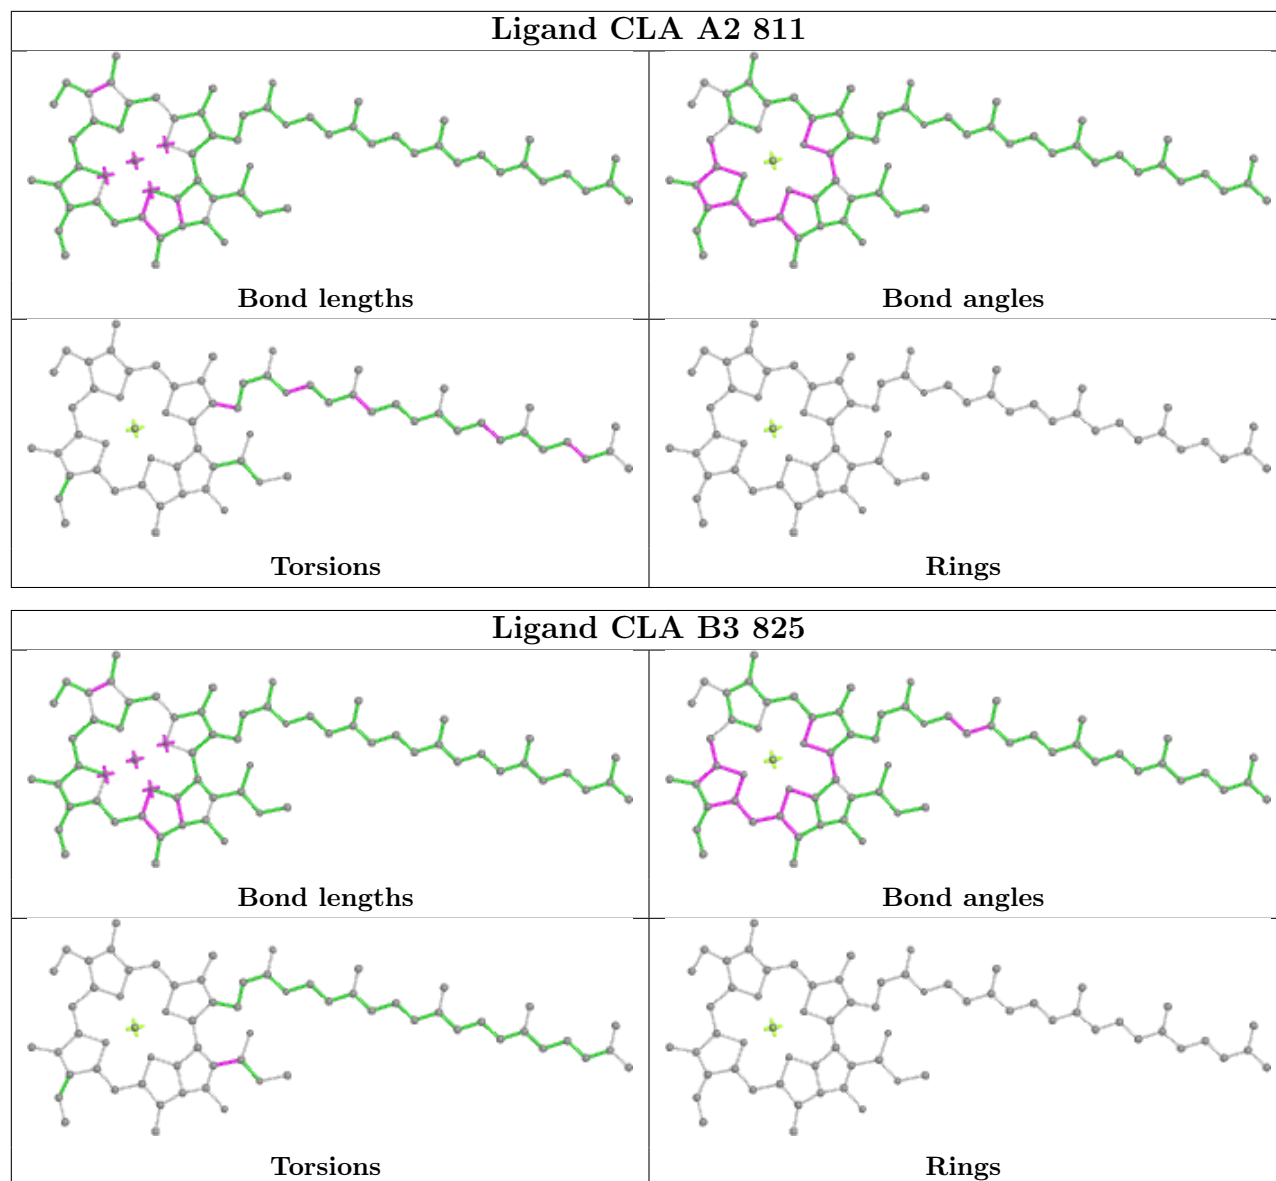 Ligand CLA A2 811
Bond lengths
Bond angles
Torsions
Rings
Ligand CLA B3 825
Bond lengths
Bond angles
Torsions
Rings